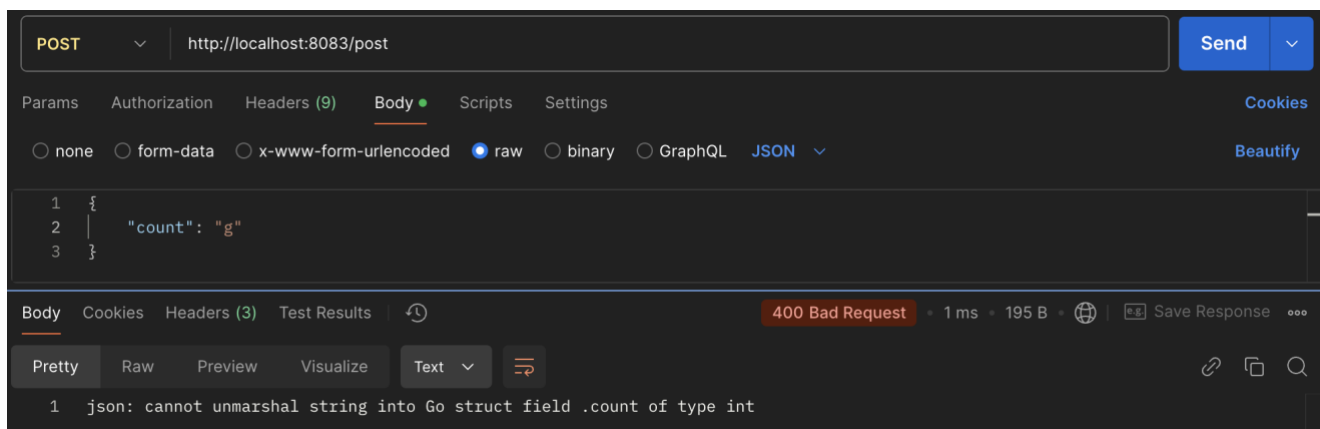 POST http://localhost:8083/post Send
Params Authorization Headers (9) Body Scripts Settings Cookies
none form-data x-www-form-urlencoded raw binary GraphQL JSON Beautify
1 {
2 "count": "g"
3 }
Body Cookies Headers (3) Test Results 400 Bad Request • 1 ms • 195 B • e.g. Save Response
Pretty Raw Preview Visualize Text
1 json: cannot unmarshal string into Go struct field .count of type int